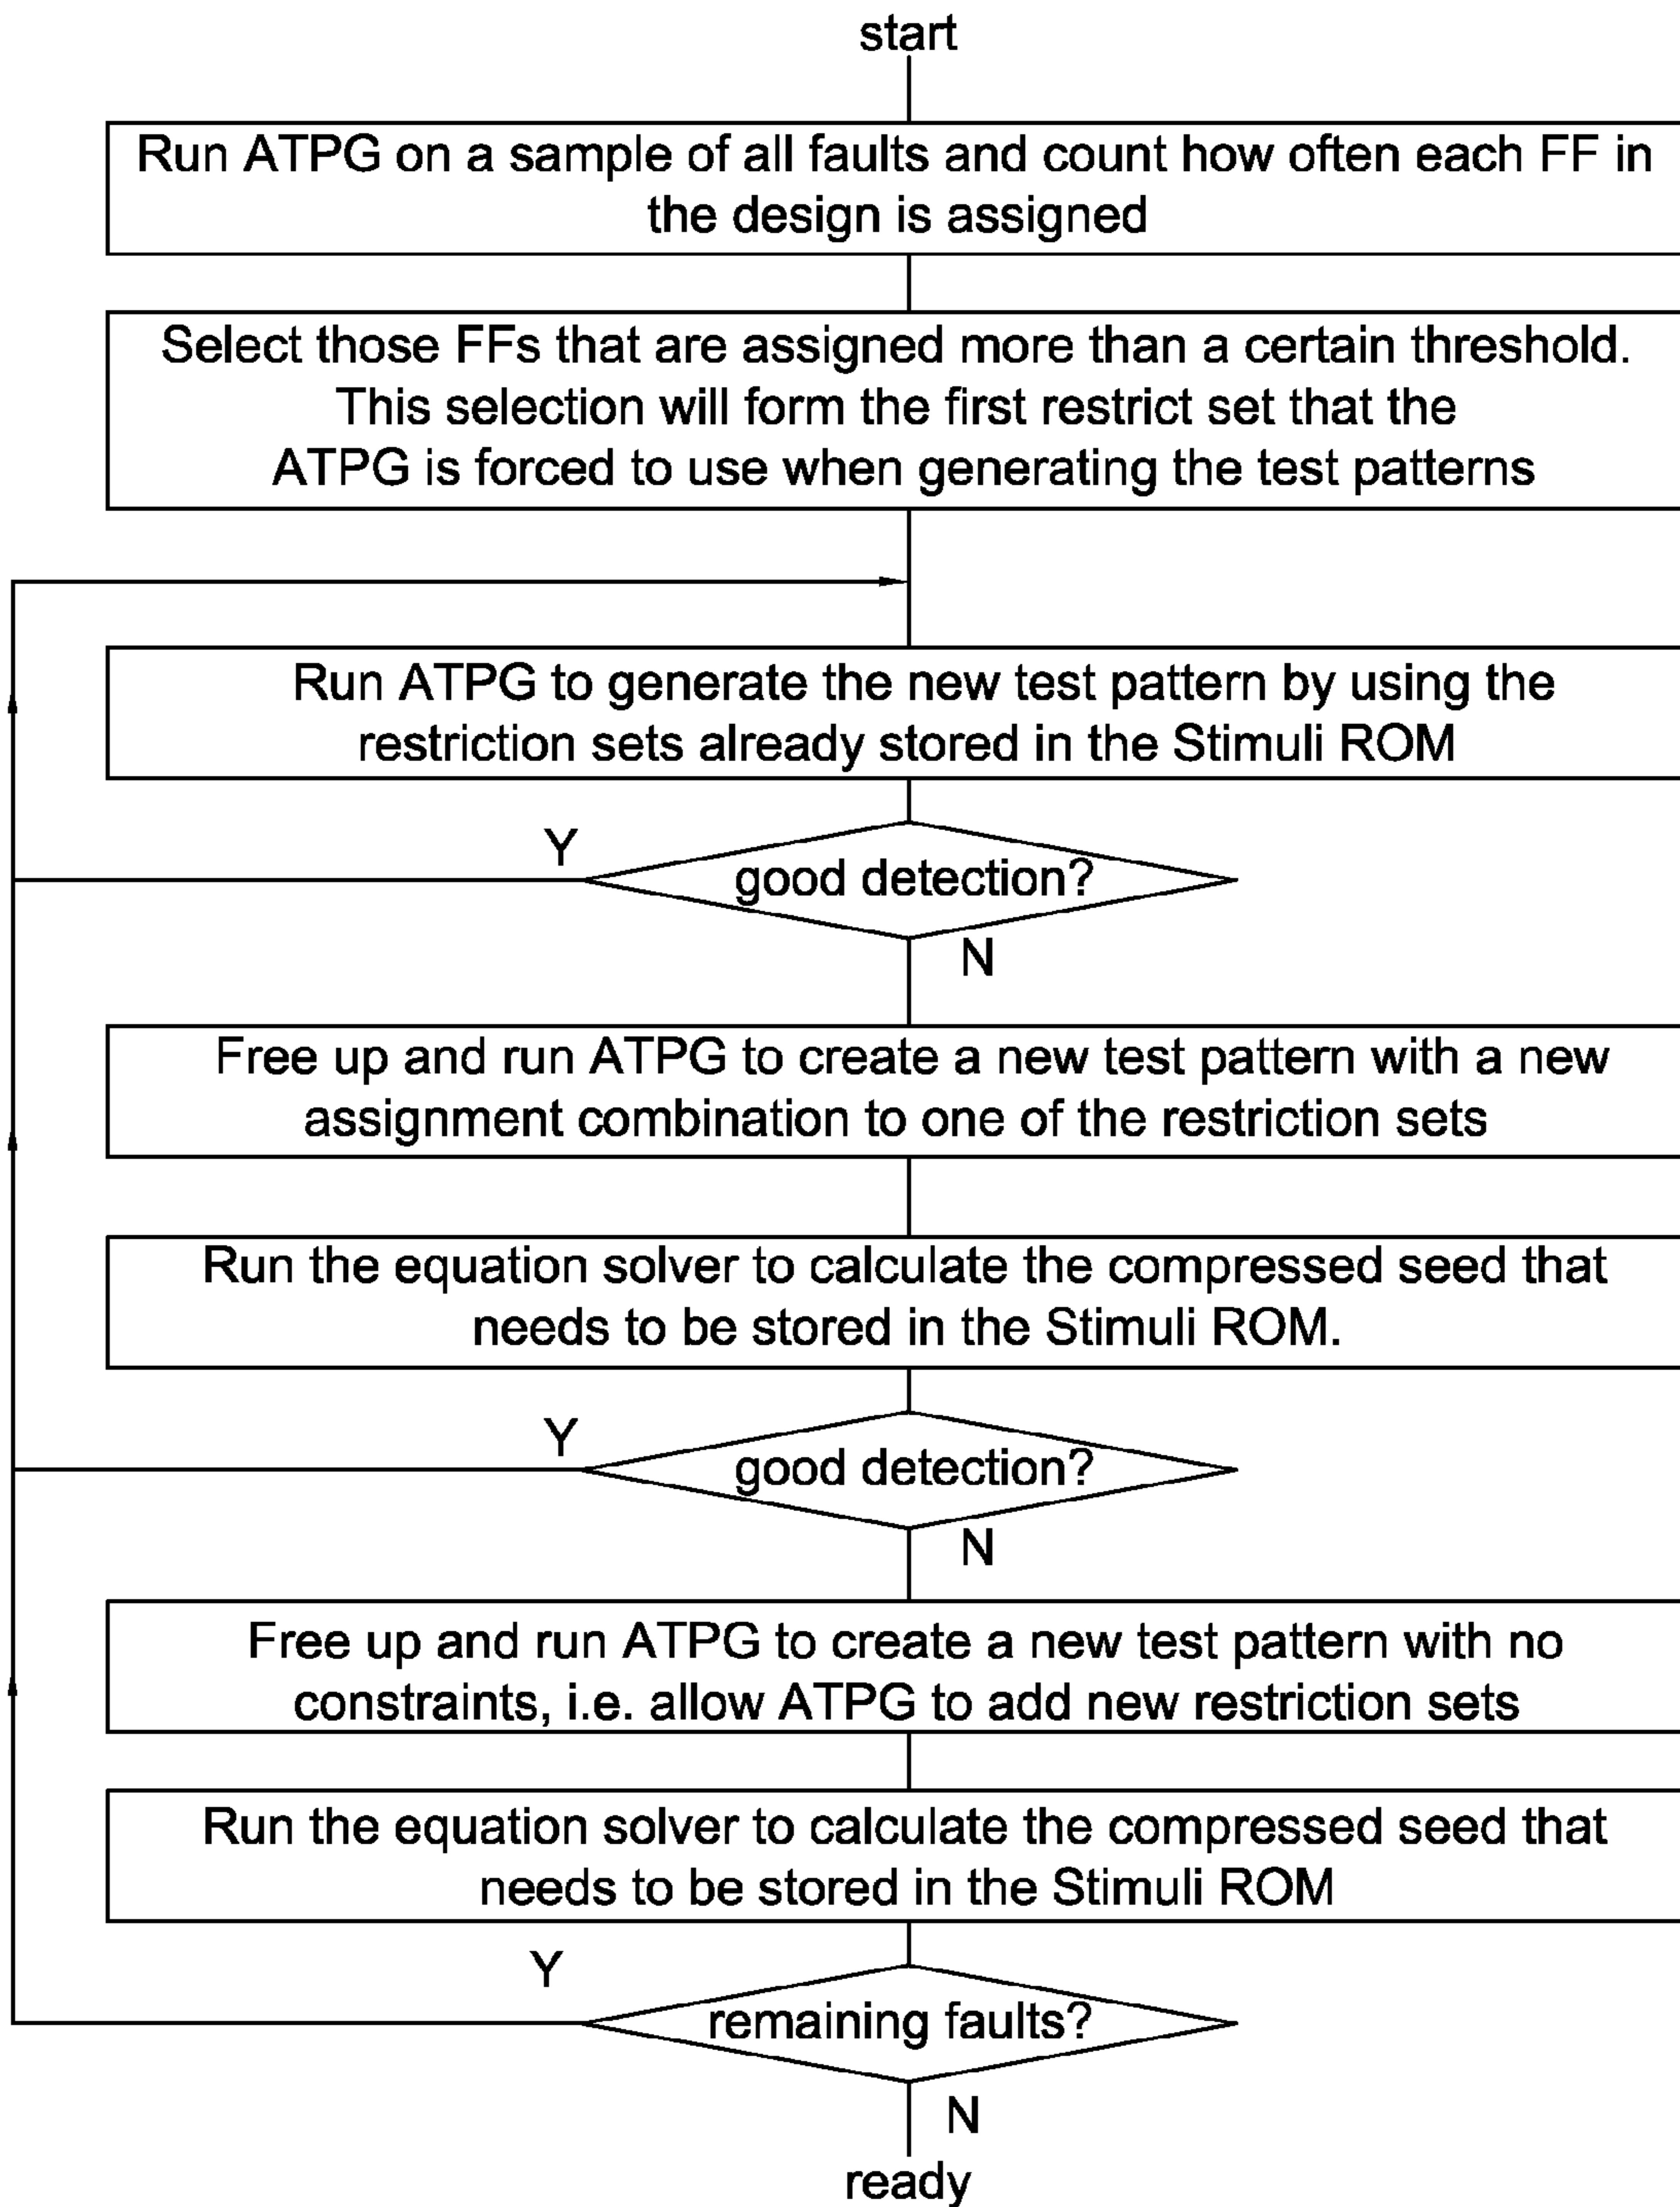 start
Run ATPG on a sample of all faults and count how often each FF in
the design is assigned
Select those FFs that are assigned more than a certain threshold.
This selection will form the first restrict set that the
ATPG is forced to use when generating the test patterns
Run ATPG to generate the new test pattern by using the
restriction sets already stored in the Stimuli ROM
Y
good detection?
N
Free up and run ATPG to create a new test pattern with a new
assignment combination to one of the restriction sets
Run the equation solver to calculate the compressed seed that
needs to be stored in the Stimuli ROM.
Y
good detection?
N
Free up and run ATPG to create a new test pattern with no
constraints, i.e. allow ATPG to add new restriction sets
Run the equation solver to calculate the compressed seed that
needs to be stored in the Stimuli ROM
Y
remaining faults?
N
ready